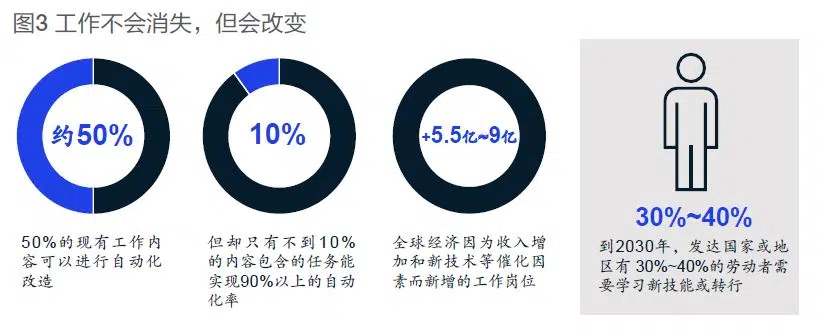 图3 工作不会消失，但会改变
约50%
50%的现有工作内
容可以进行自动化
改造
10%
但却只有不到10%
的内容包含的任务能
实现90%以上的自动
化率
+5.5亿~9亿
全球经济因为收入增
加和新技术等催化因
素而新增的工作岗位
30%~40%
到2030年，发达国家或地
区有 30%~40%的劳动者需
要学习新技能或转行